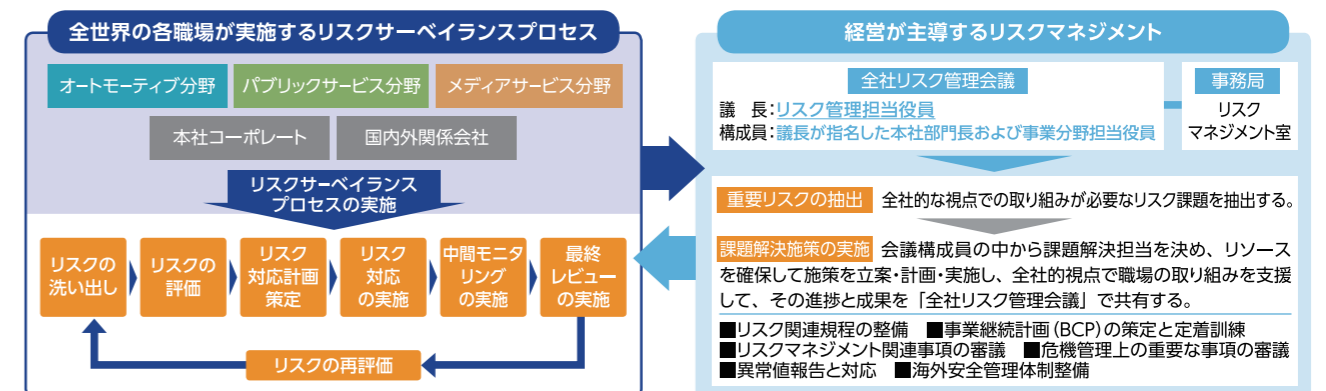 全世界の各職場が実施するリスクサーベイランスプロセス
オートモーティブ分野
パブリックサービス分野
メディアサービス分野
本社コーポレート
国内外関係会社
リスクサーベイランス
プロセスの実施
リスクの
洗い出し
リスクの
評価
リスク
対応計画
策定
リスク
対応
の実施
中間モニタ
リング
の実施
最終
レビュー
の実施
リスクの再評価
経営が主導するリスクマネジメント
全社リスク管理会議
議　長：リスク管理担当役員
構成員：議長が指名した本社部門長および事業分野担当役員
事務局
リスク
マネジメント室
重要リスクの抽出　全社的な視点での取り組みが必要なリスク課題を抽出する。
課題解決施策の実施　会議構成員の中から課題解決担当を決め、リソース
を確保して施策を立案・計画・実施し、全社的視点で職場の取り組みを支援
して、その進捗と成果を「全社リスク管理会議」で共有する。
■リスク関連規程の整備　■事業継続計画（BCP）の策定と定着訓練
■リスクマネジメント関連事項の審議　■危機管理上の重要な事項の審議
■異常値報告と対応　■海外安全管理体制整備